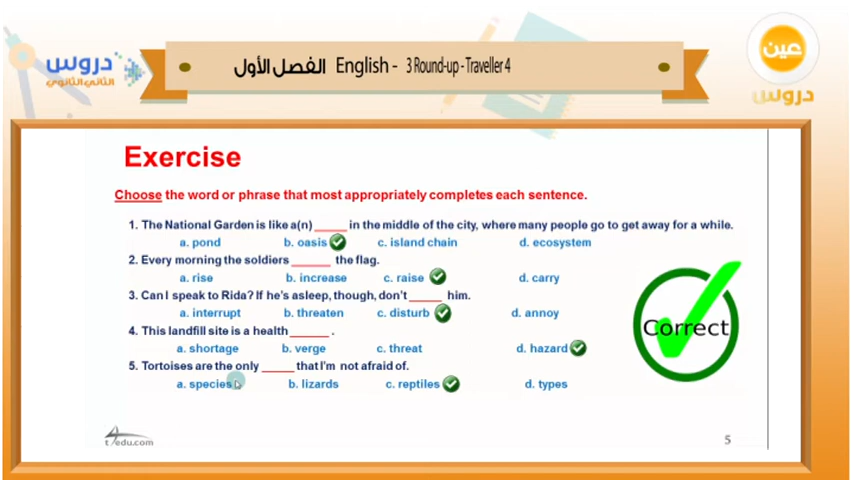 دروس
الثاني الثانوي
الفصل الأول English - 3 Round-up - Traveller 4
عين
دروس
Exercise
Choose the word or phrase that most appropriately completes each sentence.
1. The National Garden is like a(n) _____ in the middle of the city, where many people go to get away for a while.
a. pond b. oasis c. island chain d. ecosystem
2. Every morning the soldiers ______ the flag.
a. rise b. increase c. raise d. carry
3. Can I speak to Rida? If he's asleep, though, don't _____ him.
a. interrupt b. threaten c. disturb d. annoy
4. This landfill site is a health ______ .
a. shortage b. verge c. threat d. hazard
5. Tortoises are the only _____ that I'm not afraid of.
a. species b. lizards c. reptiles d. types
Correct
t4edu.com
5